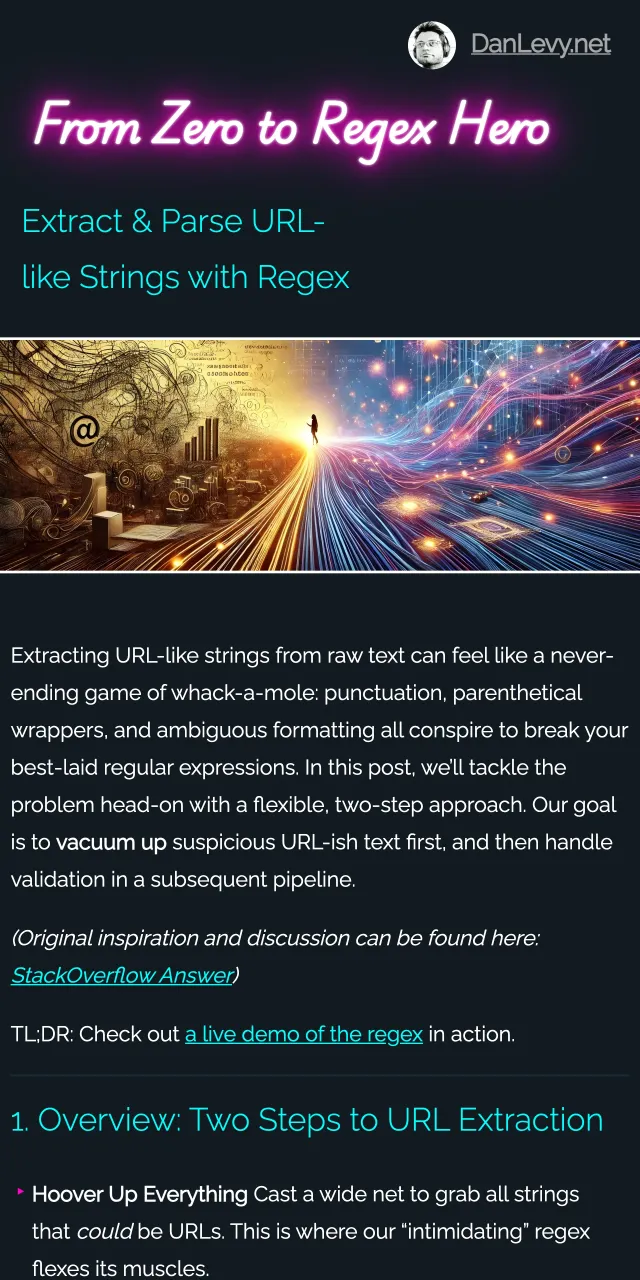 DanLevy.net
From Zero to Regex Hero
Extract & Parse URL-
like Strings with Regex
@
Extracting URL-like strings from raw text can feel like a never-
ending game of whack-a-mole: punctuation, parenthetical
wrappers, and ambiguous formatting all conspire to break your
best-laid regular expressions. In this post, we'll tackle the
problem head-on with a flexible, two-step approach. Our goal
is to vacuum up suspicious URL-ish text first, and then handle
validation in a subsequent pipeline.
(Original inspiration and discussion can be found here:
StackOverflow Answer)
TL;DR: Check out a live demo of the regex in action.
1. Overview: Two Steps to URL Extraction
Hoover Up Everything Cast a wide net to grab all strings
that could be URLs. This is where our “intimidating” regex
flexes its muscles.